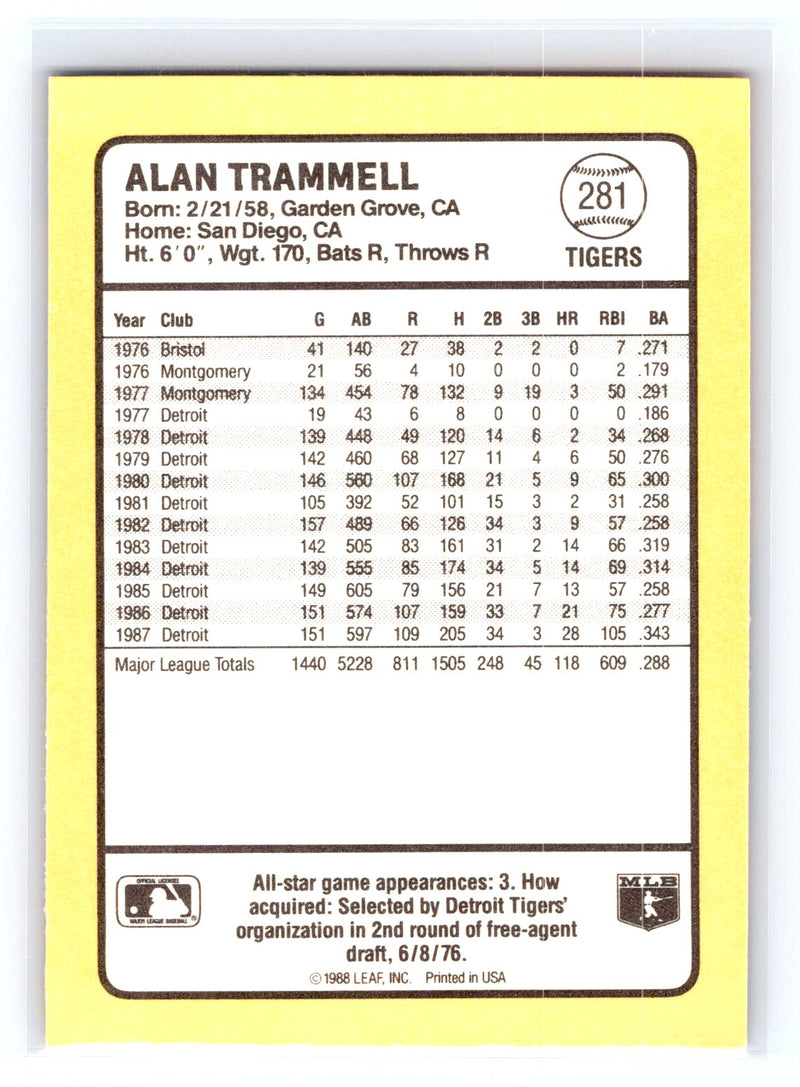 ALAN TRAMMELL
Born: 2/21/58, Garden Grove, CA
Home: San Diego, CA
Ht. 6'0", Wgt. 170, Bats R, Throws R
281
TIGERS
Year Club G AB R H 2B 3B HR RBI BA
1976 Bristol 41 140 27 38 2 2 0 7 .271
1976 Montgomery 21 56 4 10 0 0 0 2 .179
1977 Montgomery 134 454 78 132 9 19 3 50 .291
1977 Detroit 19 43 6 8 0 0 0 0 .186
1978 Detroit 139 448 49 120 14 6 2 34 .268
1979 Detroit 142 460 68 127 11 4 6 50 .276
1980 Detroit 146 560 107 168 21 5 9 65 .300
1981 Detroit 105 392 52 101 15 3 2 31 .258
1982 Detroit 157 489 66 126 34 3 9 57 .258
1983 Detroit 142 505 83 161 31 2 14 66 .319
1984 Detroit 139 555 85 174 34 5 14 69 .314
1985 Detroit 149 605 79 156 21 7 13 57 .258
1986 Detroit 151 574 107 159 33 7 21 75 .277
1987 Detroit 151 597 109 205 34 3 28 105 .343
Major League Totals 1440 5228 811 1505 248 45 118 609 .288
OFFICIAL LICENSEE
MAJOR LEAGUE BASEBALL®
All-star game appearances: 3. How
acquired: Selected by Detroit Tigers'
organization in 2nd round of free-agent
draft, 6/8/76.
MLB
©1988 LEAF, INC. Printed in USA